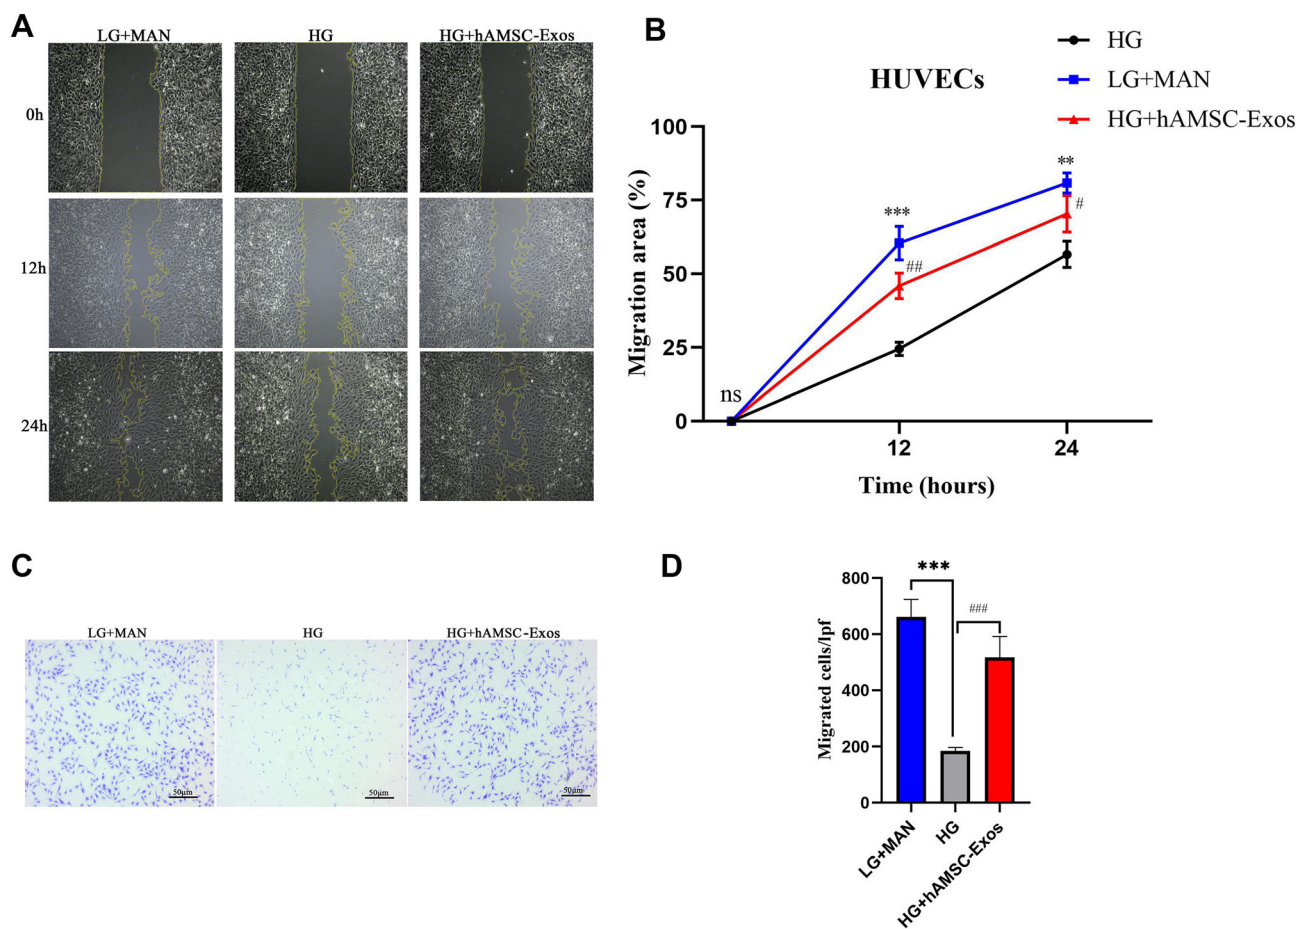 A
LG+MAN
HG
HG+hAMSC-Exos
0h
12h
24h
B
HG
LG+MAN
HG+hAMSC-Exos
HUVECs
100
75
50
25
0
Migration area (%)
ns
***
##
**
#
12
24
Time (hours)
C
LG+MAN
HG
HG+hAMSC-Exos
50μm
50μm
50μm
D
800
600
400
200
0
Migrated cells/lpf
***
###
LG+MAN
HG
HG+hAMSC-Exos